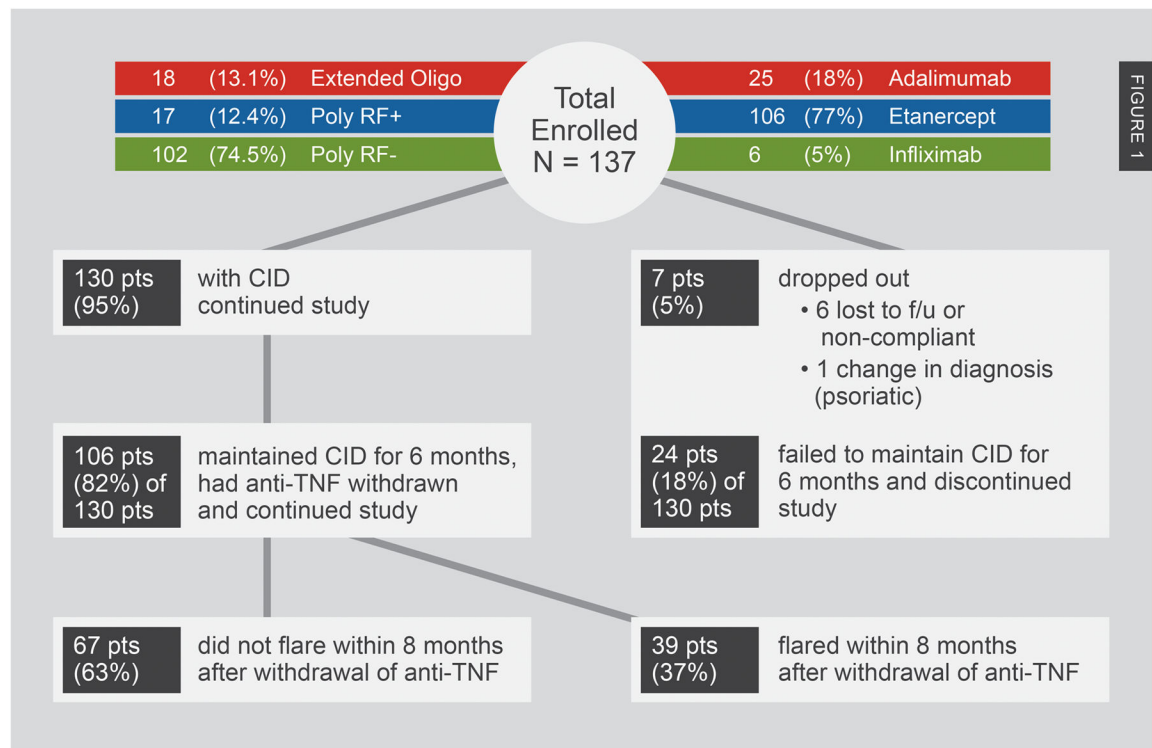 18 (13.1%) Extended Oligo
17 (12.4%) Poly RF+
102 (74.5%) Poly RF-
Total
Enrolled
N = 137
25 (18%) Adalimumab
106 (77%) Etanercept
6 (5%) Infliximab
FIGURE 1
130 pts
(95%)
with CID
continued study
7 pts
(5%)
dropped out
• 6 lost to f/u or
non-compliant
• 1 change in diagnosis
(psoriatic)
106 pts
(82%) of
130 pts
maintained CID for 6 months,
had anti-TNF withdrawn
and continued study
24 pts
(18%) of
130 pts
failed to maintain CID for
6 months and discontinued
study
67 pts
(63%)
did not flare within 8 months
after withdrawal of anti-TNF
39 pts
(37%)
flared within 8 months
after withdrawal of anti-TNF